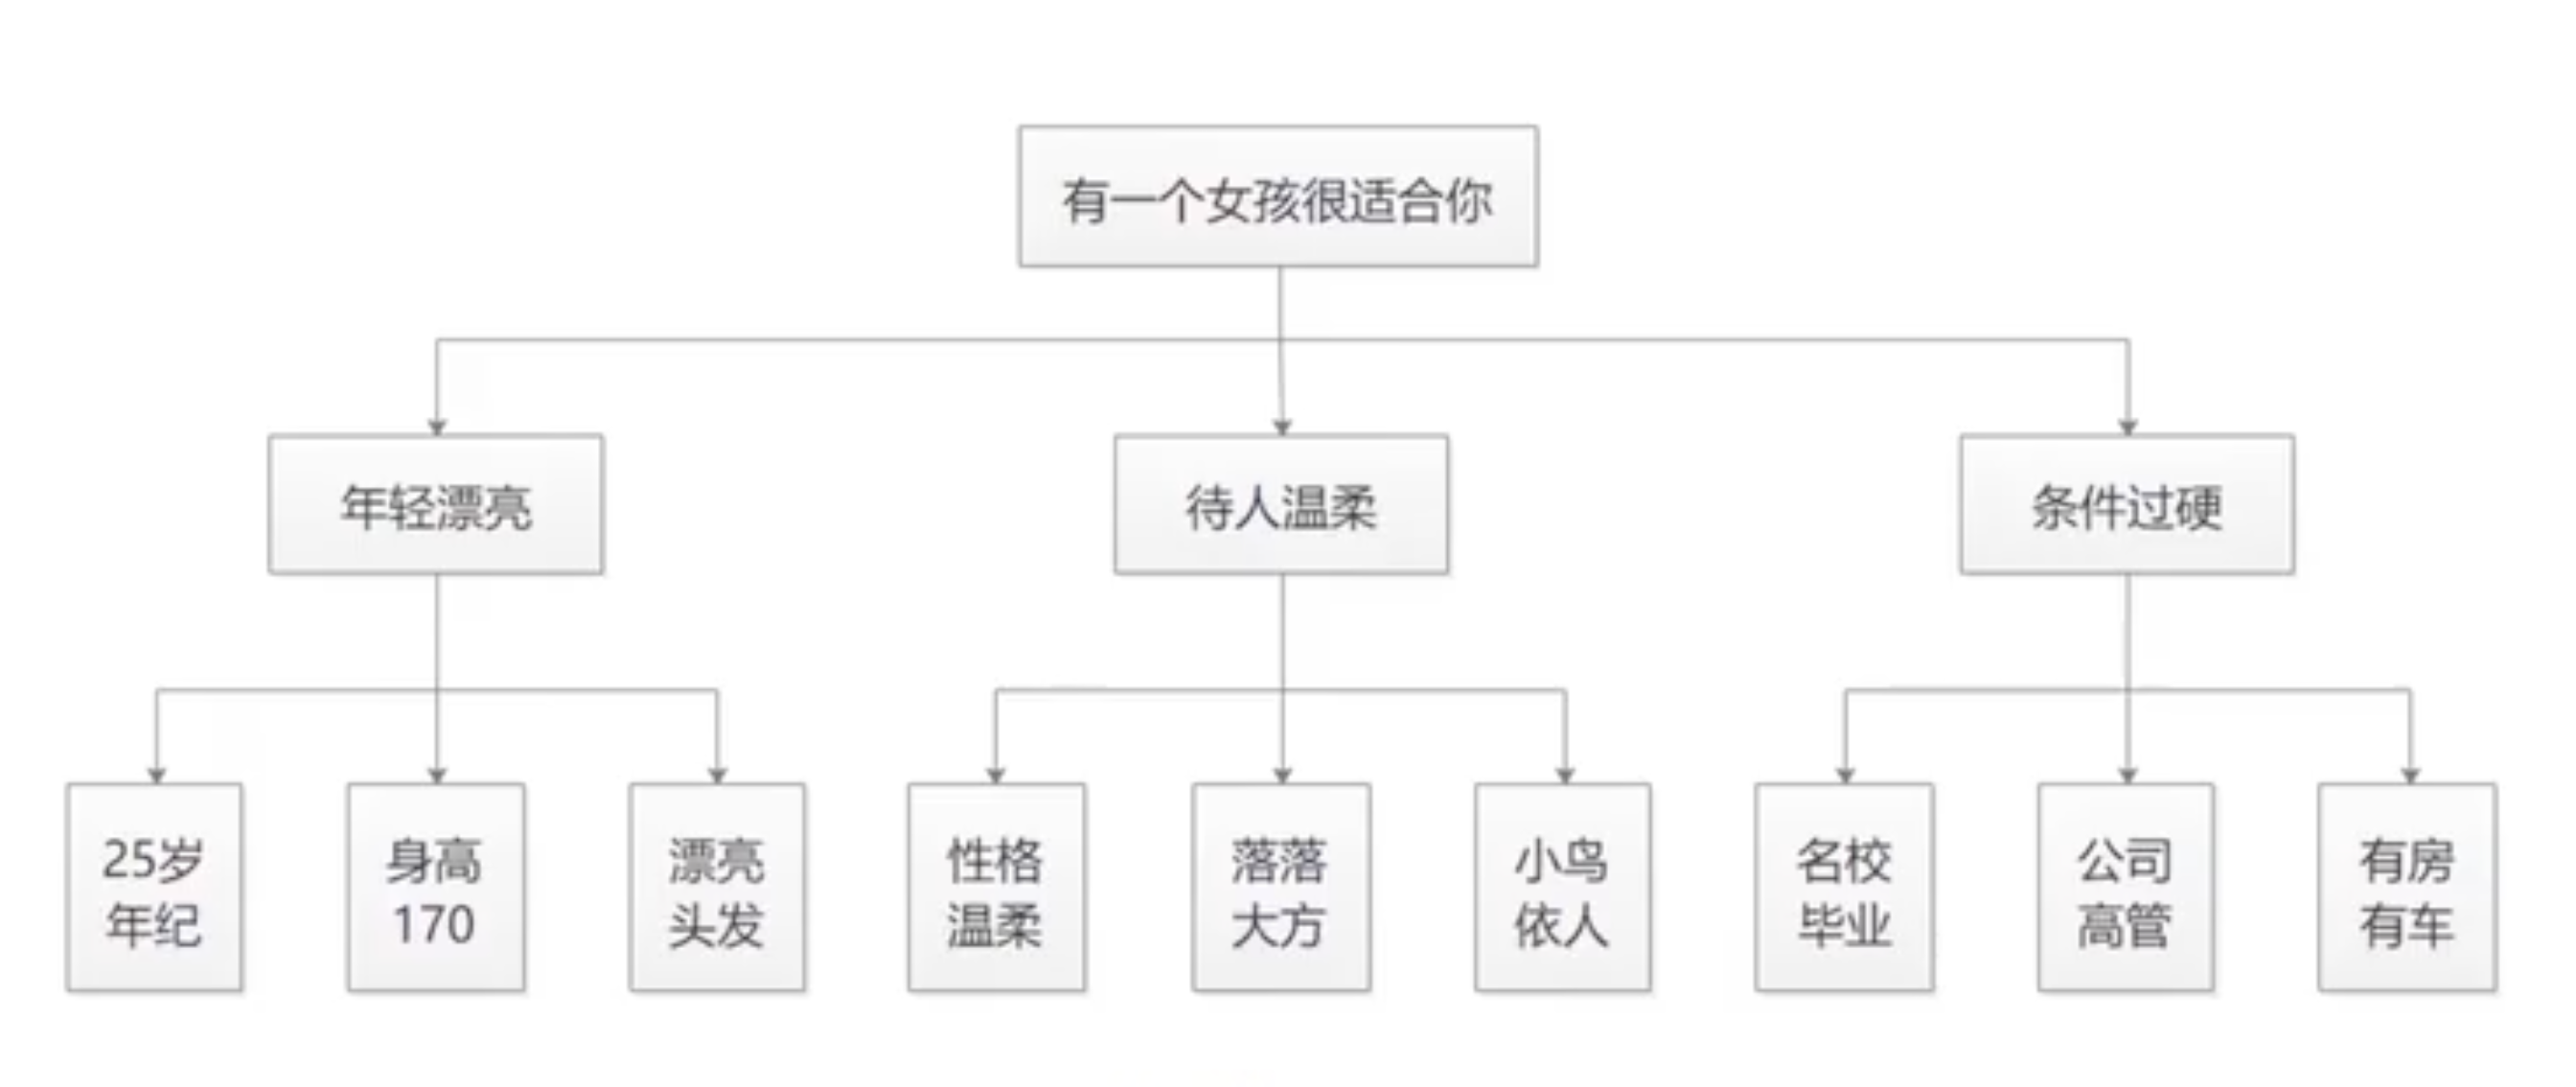 有一个女孩很适合你
年轻漂亮
待人温柔
条件过硬
25岁
年纪
身高
170
漂亮
头发
性格
温柔
落落
大方
小鸟
依人
名校
毕业
公司
高管
有房
有车